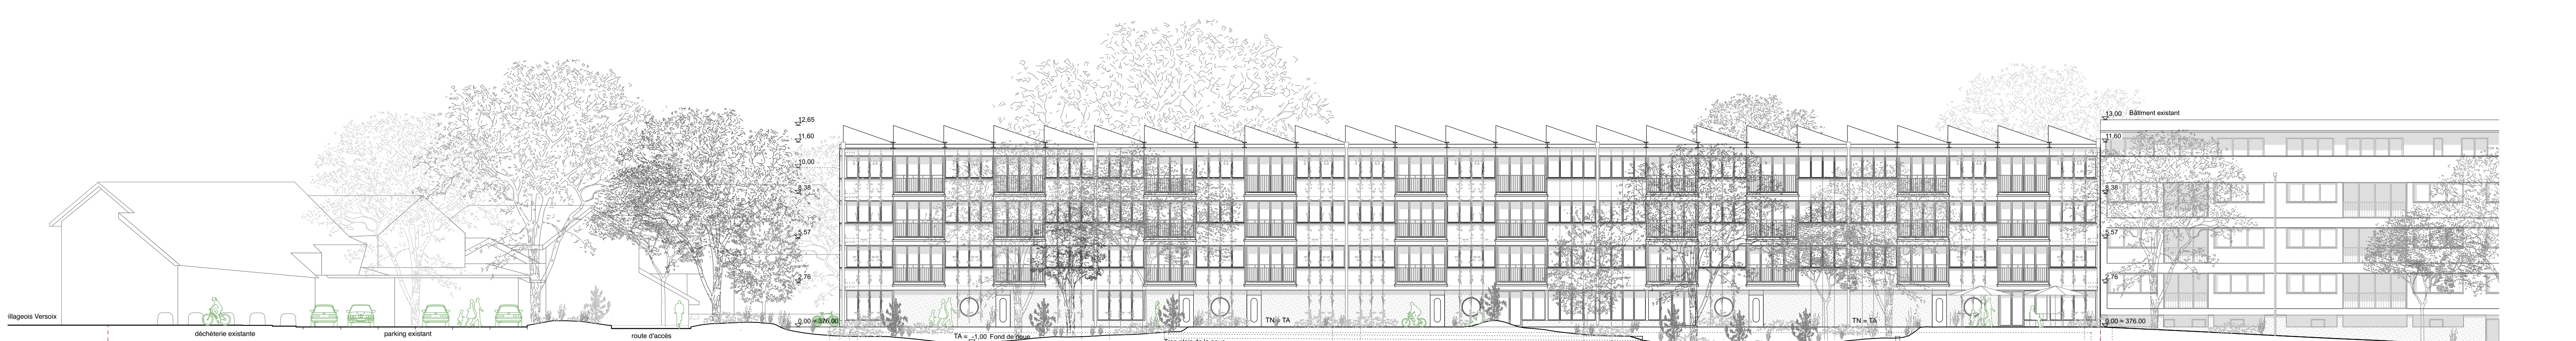 illageois Versoix
déchèterie existante
parking existant
route d'accès
12,65
11,60
10,00
8,38
5,57
2,76
0.00 = 376.00
TA = -1,00 Fond de noue
TN = TA
TN = TA
13,00 Bâtiment existant
11,60
8,38
5,57
2,76
0.00 = 376.00